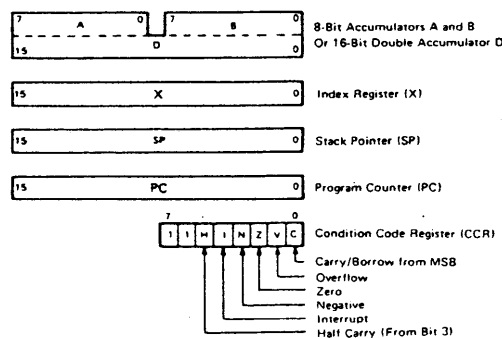 7 A 0 7 B 0 8-Bit Accumulators A and B
15 D 0 Or 16-Bit Double Accumulator D
15 X 0 Index Register (X)
15 SP 0 Stack Pointer (SP)
15 PC 0 Program Counter (PC)
7 0
1 1 H I N Z V C Condition Code Register (CCR)
Carry/Borrow from MSB
Overflow
Zero
Negative
Interrupt
Half Carry (From Bit 3)